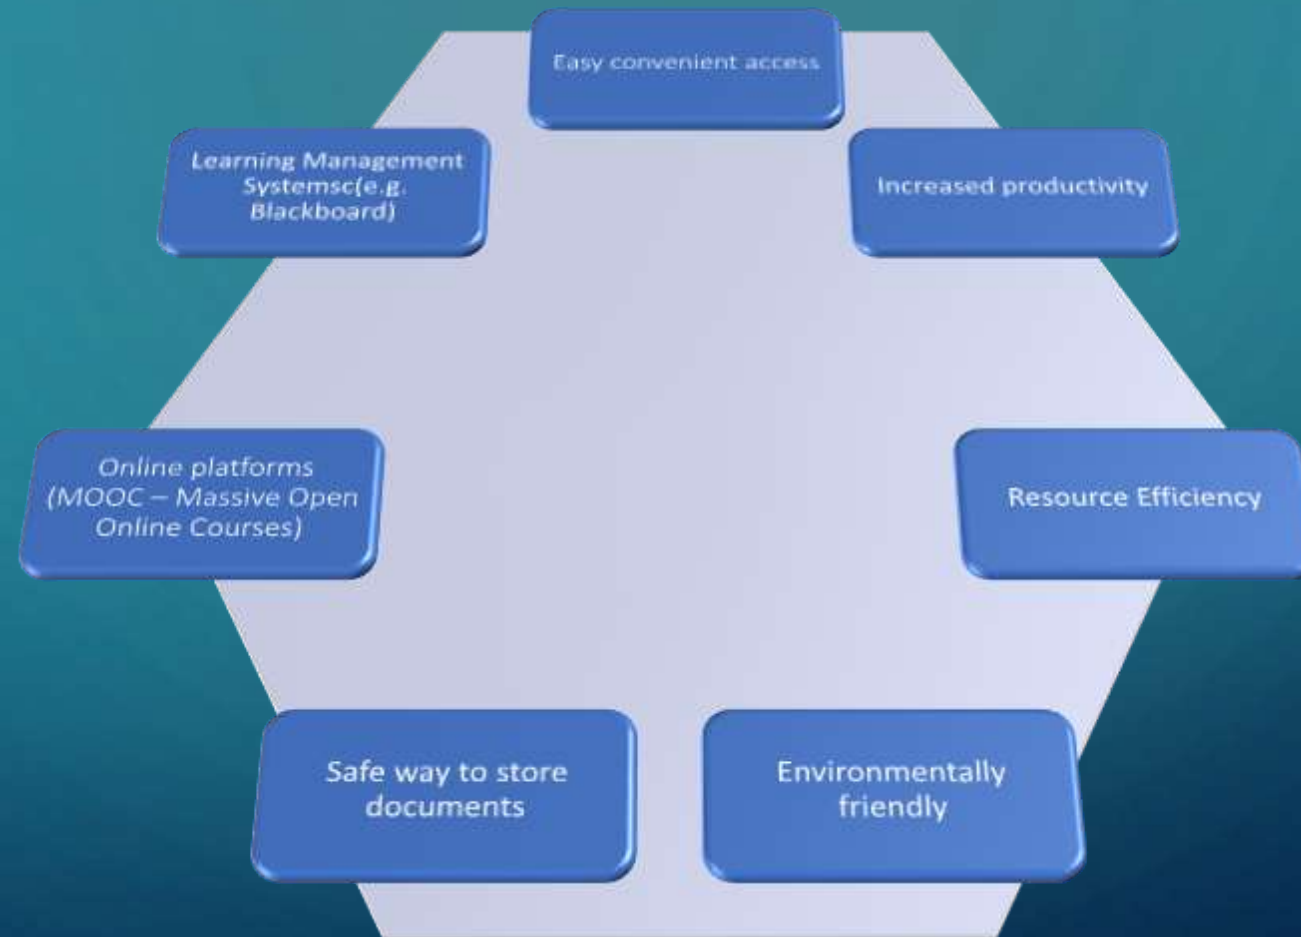 Easy convenient access
Learning Management
Systemsc(e.g.
Blackboard)
Increased productivity
Online platforms
(MOOC – Massive Open
Online Courses)
Resource Efficiency
Safe way to store
documents
Environmentally
friendly